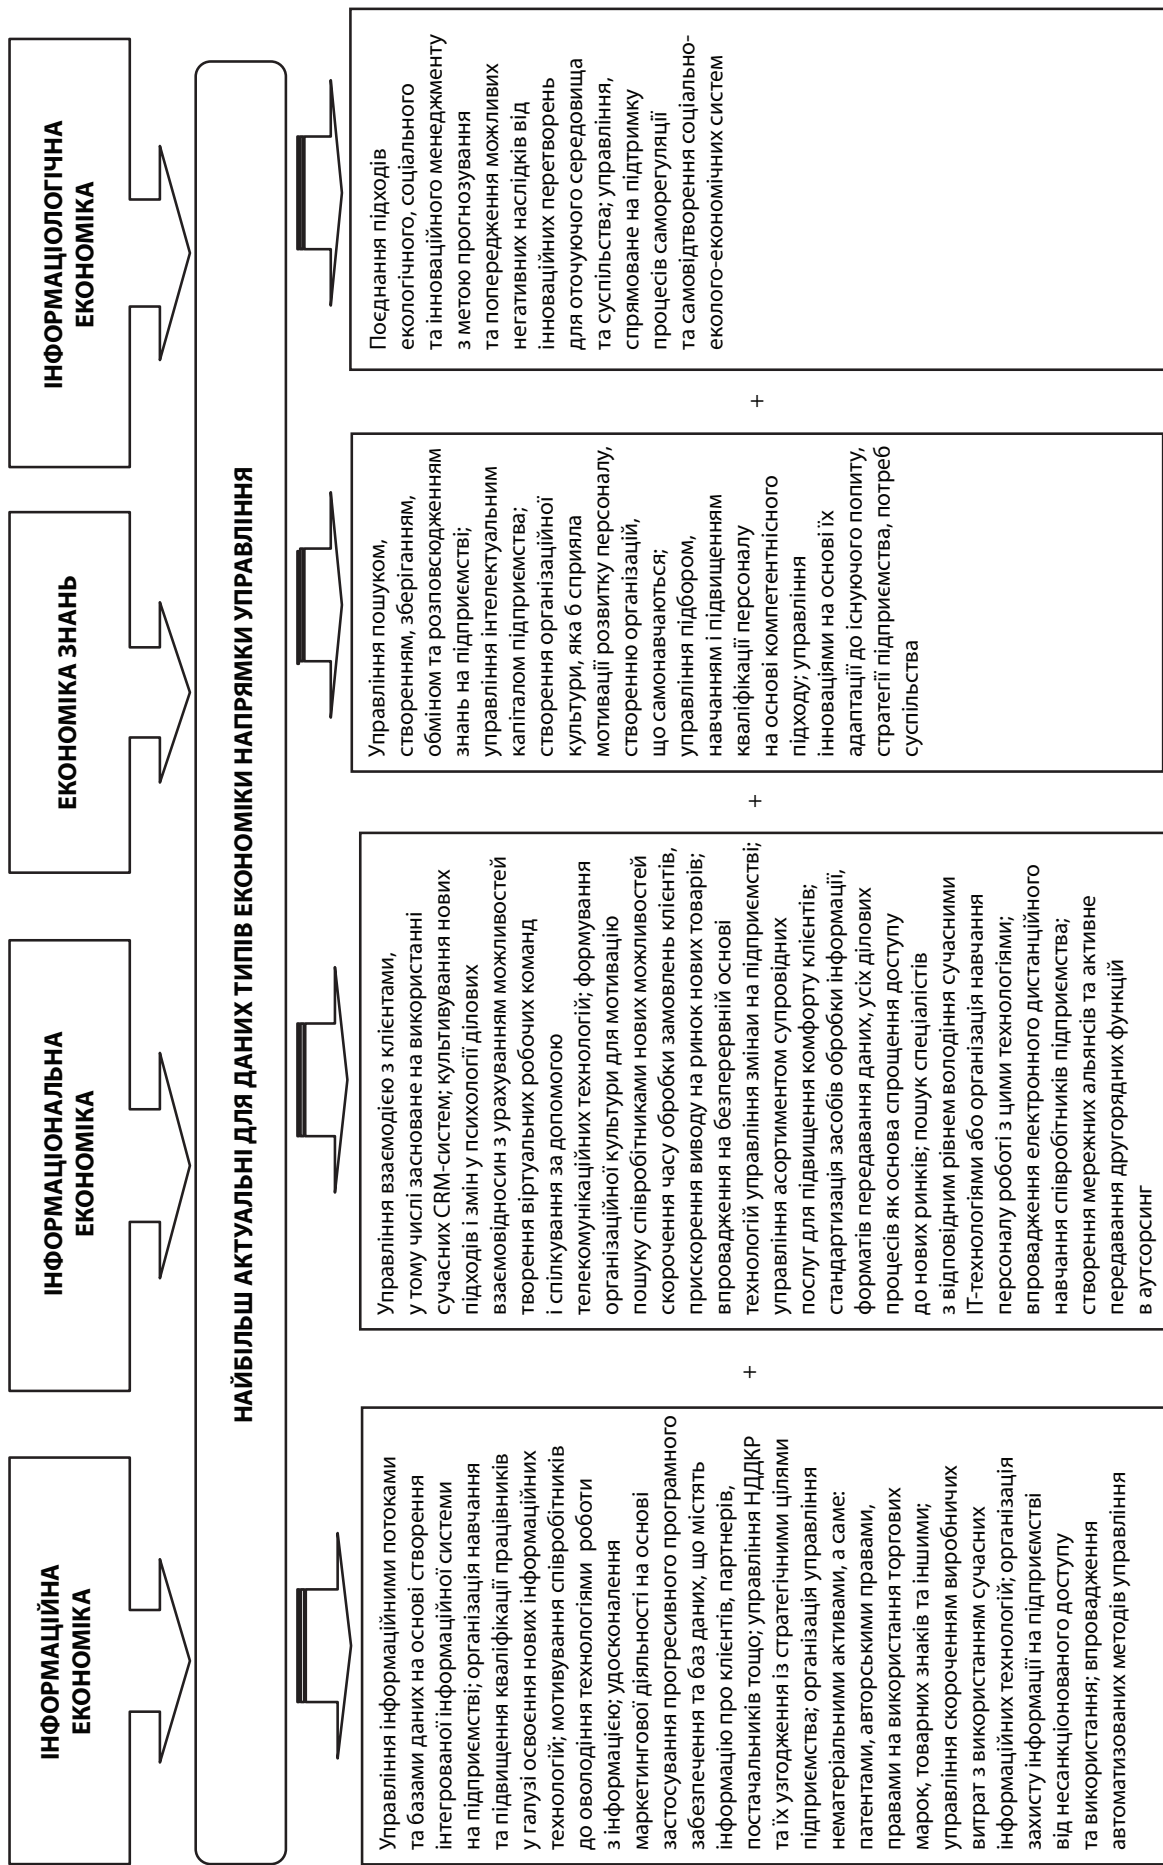 ІНФОРМАЦІЙНА
ЕКОНОМІКА
ІНФОРМАЦІОНАЛЬНА
ЕКОНОМІКА
ЕКОНОМІКА ЗНАНЬ
ІНФОРМАЦІОЛОГІЧНА
ЕКОНОМІКА
НАЙБІЛЬШ АКТУАЛЬНІ ДЛЯ ДАНИХ ТИПІВ ЕКОНОМІКИ НАПРЯМКИ УПРАВЛІННЯ
Управління інформаційними потоками
та базами даних на основі створення
інтегрованої інформаційної системи
на підприємстві; організація навчання
та підвищення кваліфікації працівників
у галузі освоєння нових інформаційних
технологій; мотивування співробітників
до оволодіння технологіями роботи
з інформацією; удосконалення
маркетингової діяльності на основі
застосування прогресивного програмного
забезпечення та баз даних, що містять
інформацію про клієнтів, партнерів,
постачальників тощо; управління НДДКР
та їх узгодження із стратегічними цілями
підприємства; організація управління
нематеріальними активами, а саме:
патентами, авторськими правами,
правами на використання торгових
марок, товарних знаків та іншими;
управління скороченням виробничих
витрат з використанням сучасних
інформаційних технологій; організація
захисту інформації на підприємстві
від несанкціонованого доступу
та використання; впровадження
автоматизованих методів управління
+
Управління взаємодією з клієнтами,
у тому числі засноване на використанні
сучасних CRM-систем; культивування нових
підходів і змін у психології ділових
взаємовідносин з урахуванням можливостей
творення віртуальних робочих команд
і спілкування за допомогою
телекомунікаційних технологій; формування
організаційної культури для мотивацію
пошуку співробітниками нових можливостей
скорочення часу обробки замовлень клієнтів,
прискорення виводу на ринок нових товарів;
впровадження на безперервній основі
технологій управління змінаи на підприємстві;
управління асортиментом супровідних
послуг для підвищення комфорту клієнтів;
стандартизація засобів обробки інформації,
форматів передавання даних, усіх ділових
процесів як основа спрощення доступу
до нових ринків; пошук спеціалістів
з відповідним рівнем володіння сучасними
ІТ-технологіями або організація навчання
персоналу роботі з цими технологіями;
впровадження електронного дистанційного
навчання співробітників підприємства;
створення мережних альянсів та активне
передавання другорядних функцій
в аутсорсинг
+
Управління пошуком,
створенням, зберіганням,
обміном та розповсюдженням
знань на підприємстві;
управління інтелектуальним
капіталом підприємства;
створення організаційної
культури, яка б сприяла
мотивації розвитку персоналу,
створенню організацій,
що самонавчаються;
управління підбором,
навчанням і підвищенням
кваліфікації персоналу
на основі компетентнісного
підходу; управління
інноваціями на основі їх
адаптації до існуючого попиту,
стратегії підприємства, потреб
суспільства
+
Поєднання підходів
екологічного, соціального
та інноваційного менеджменту
з метою прогнозування
та попередження можливих
негативних наслідків від
інноваційних перетворень
для оточуючого середовища
та суспільства; управління,
спрямоване на підтримку
процесів саморегуляції
та самовідтворення соціально-
еколого-економічних систем